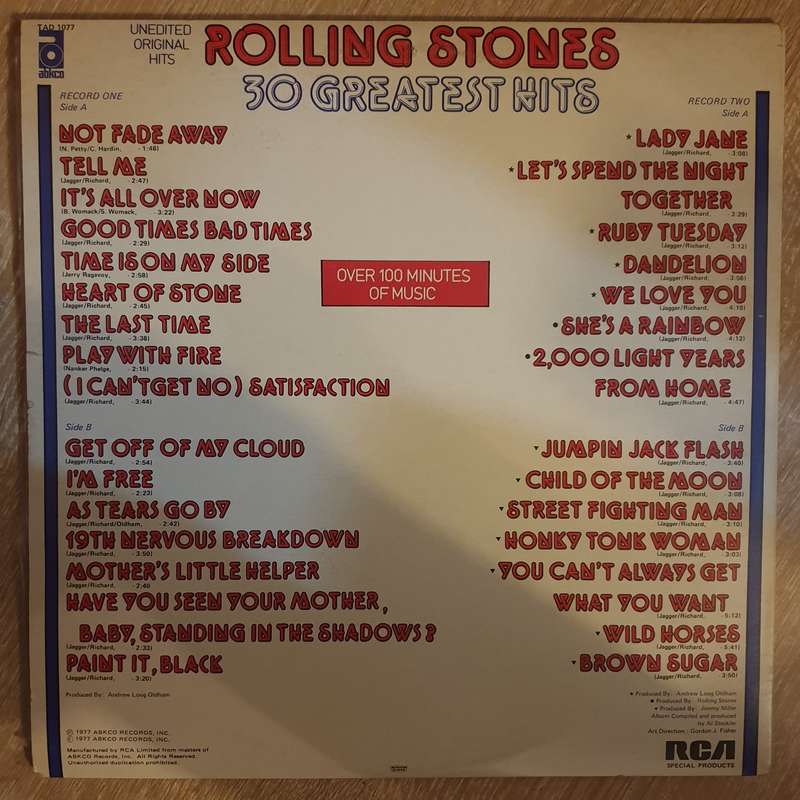 TAD 1077
abkco
UNEDITED
ORIGINAL
HITS
ROLLING STONES
30 GREATEST HITS
RECORD ONE
Side A
NOT FADE AWAY
(N. Petty/C. Hardin, - 1:48)
TELL ME
(Jagger/Richard, - 2:47)
IT'S ALL OVER NOW
(B. Womack/S. Womack, - 3:22)
GOOD TIMES BAD TIMES
(Jagger/Richard, - 2:29)
TIME IS ON MY SIDE
(Jerry Ragavoy, - 2:58)
HEART OF STONE
(Jagger/Richard, - 2:45)
THE LAST TIME
(Jagger/Richard, - 3:38)
PLAY WITH FIRE
(Nanker Phelge, - 2:15)
(I CAN'T GET NO) SATISFACTION
(Jagger/Richard, - 3:44)
Side B
GET OFF OF MY CLOUD
(Jagger/Richard, - 2:54)
I'M FREE
(Jagger/Richard, - 2:23)
AS TEARS GO BY
(Jagger/Richard/Oldham, - 2:42)
19TH NERVOUS BREAKDOWN
(Jagger/Richard, - 3:50)
MOTHER'S LITTLE HELPER
(Jagger/Richard, - 2:40
HAVE YOU SEEN YOUR MOTHER,
BABY, STANDING IN THE SHADOWS?
(Jagger/Richard, - 2:33)
PAINT IT, BLACK
(Jagger/Richard, - 3:20)
Produced By: Andrew Loug Oldham
℗ 1977 ABKCO RECORDS, INC.
© 1977 ABKCO RECORDS, INC.
Manufactured by RCA Limited from masters of
ABKCO Records, Inc. All Rights Reserved.
Unauthorized duplication prohibited.
OVER 100 MINUTES
OF MUSIC
RECORD TWO
Side A
★ LADY JANE
(Jagger/Richard, - 3:08)
★ LET'S SPEND THE NIGHT
TOGETHER
(Jagger/Richard, - 3:29)
★ RUBY TUESDAY
(Jagger/Richard, - 3:12)
★ DANDELION
(Jagger/Richard, - 3:56)
★ WE LOVE YOU
(Jagger/Richard, - 4:10)
• SHE'S A RAINBOW
(Jagger/Richard, - 4:12)
• 2,000 LIGHT YEARS
FROM HOME
(Jagger/Richard, - 4:47)
Side B
▾ JUMPIN JACK FLASH
(Jagger/Richard, - 3:40)
▾ CHILD OF THE MOON
(Jagger/Richard, - 3:08)
▾ STREET FIGHTING MAN
(Jagger/Richard, - 3:10)
▾ HONKY TONK WOMAN
(Jagger/Richard, - 3:03)
▾ YOU CAN'T ALWAYS GET
WHAT YOU WANT
(Jagger/Richard, - 5:12)
▾ WILD HORSES
(Jagger/Richard, - 5:41)
▾ BROWN SUGAR
(Jagger/Richard, - 3:50)
★ Produced By: Andrew Loug Oldham
● Produced By: Rolling Stones
▾ Produced By: Jimmy Miller
Album Compiled and produced
by Al Steckler
Art Direction : Gordon J. Fisher
RCA
SPECIAL PRODUCTS